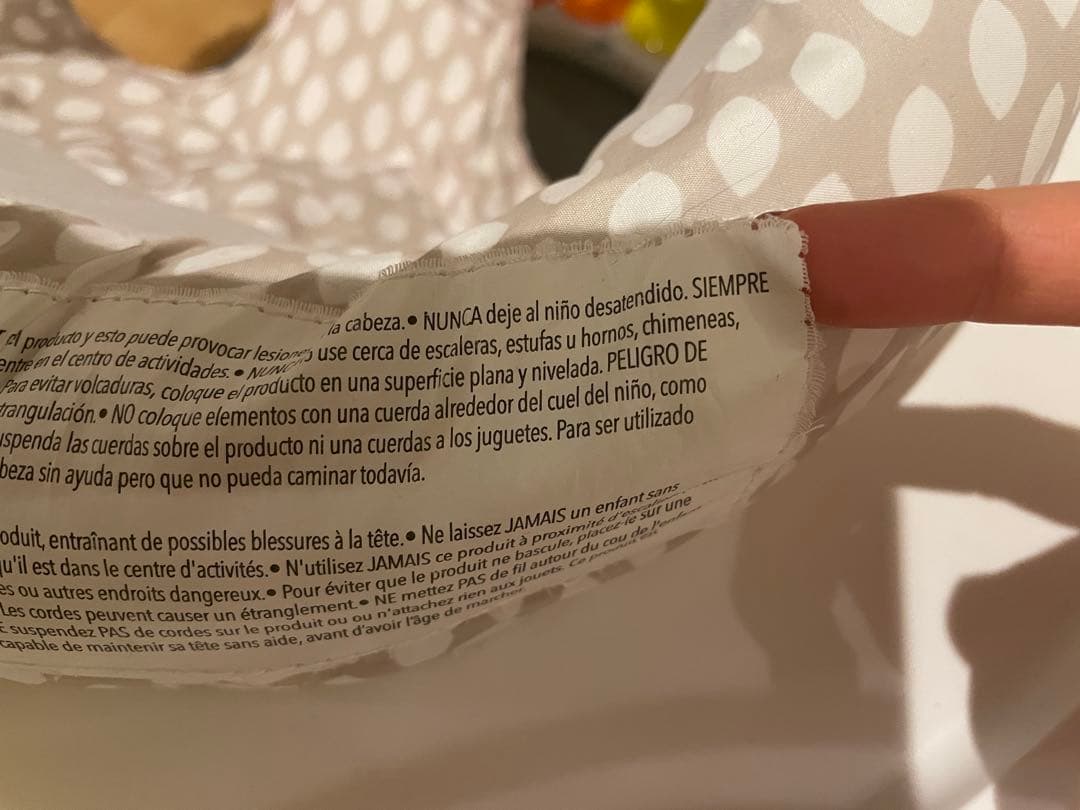 el producto y esto puede provocar lesiones la cabeza.• NUNCA deje al niño desatendido. SIEMPRE
entre en el centro de actividades. • NUNCA use cerca de escaleras, estufas u hornos, chimeneas,
Para evitar volcaduras, coloque el producto en una superficie plana y nivelada. PELIGRO DE
trangulación.• NO coloque elementos con una cuerda alrededor del cuel del niño, como
uspenda las cuerdas sobre el producto ni una cuerdas a los juguetes. Para ser utilizado
beza sin ayuda pero que no pueda caminar todavía.
oduit, entraînant de possibles blessures à la tête.• Ne laissez JAMAIS un enfant sans
qu'il est dans le centre d'activités.• N'utilisez JAMAIS ce produit à proximité d'escaliers
es ou autres endroits dangereux.• Pour éviter que le produit ne bascule, placez-le sur une
Les cordes peuvent causer un étranglement.• NE mettez PAS de fil autour du cou de l'enfant
E suspendez PAS de cordes sur le produit ou ou n'attachez rien aux jouets. Ce produit est
capable de maintenir sa tête sans aide, avant d'avoir l'âge de marcher.